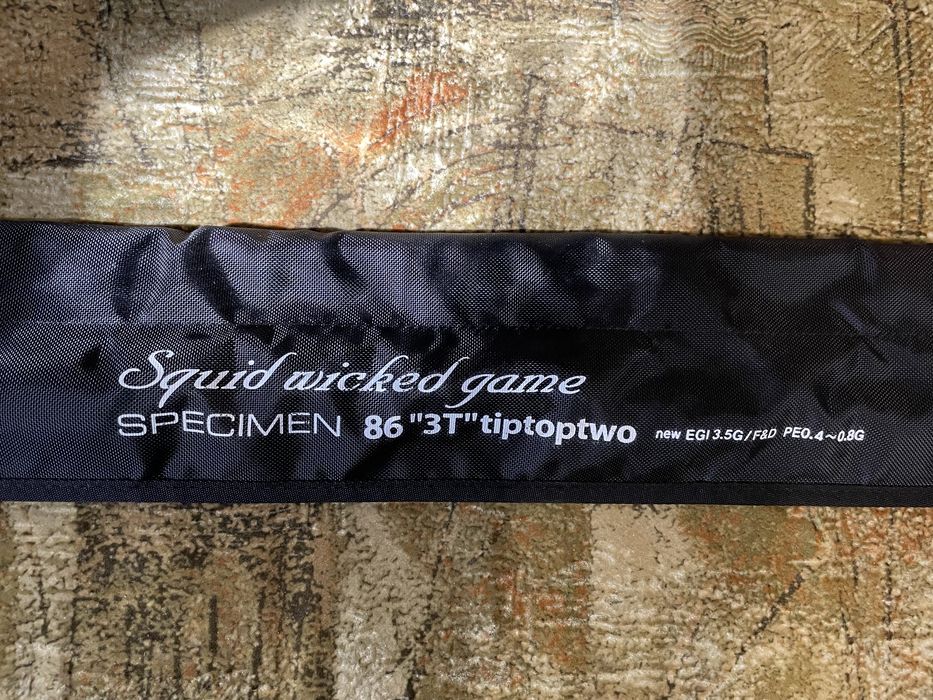 Squid wicked game
SPECIMEN 86 "3T" tiptoptwo new EGI 3.5G/F&D PE0.4~0.8G